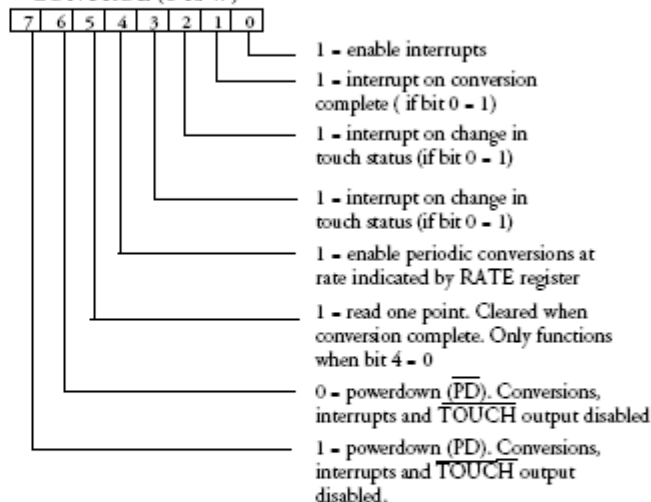 7 6 5 4 3 2 1 0
1 = enable interrupts
1 = interrupt on conversion
complete ( if bit 0 = 1)
1 = interrupt on change in
touch status (if bit 0 = 1)
1 = interrupt on change in
touch status (if bit 0 = 1)
1 = enable periodic conversions at
rate indicated by RATE register
1 = read one point. Cleared when
conversion complete. Only functions
when bit 4 = 0
0 = powerdown (PD). Conversions,
interrupts and TOUCH output disabled
1 = powerdown (PD). Conversions,
interrupts and TOUCH output
disabled.